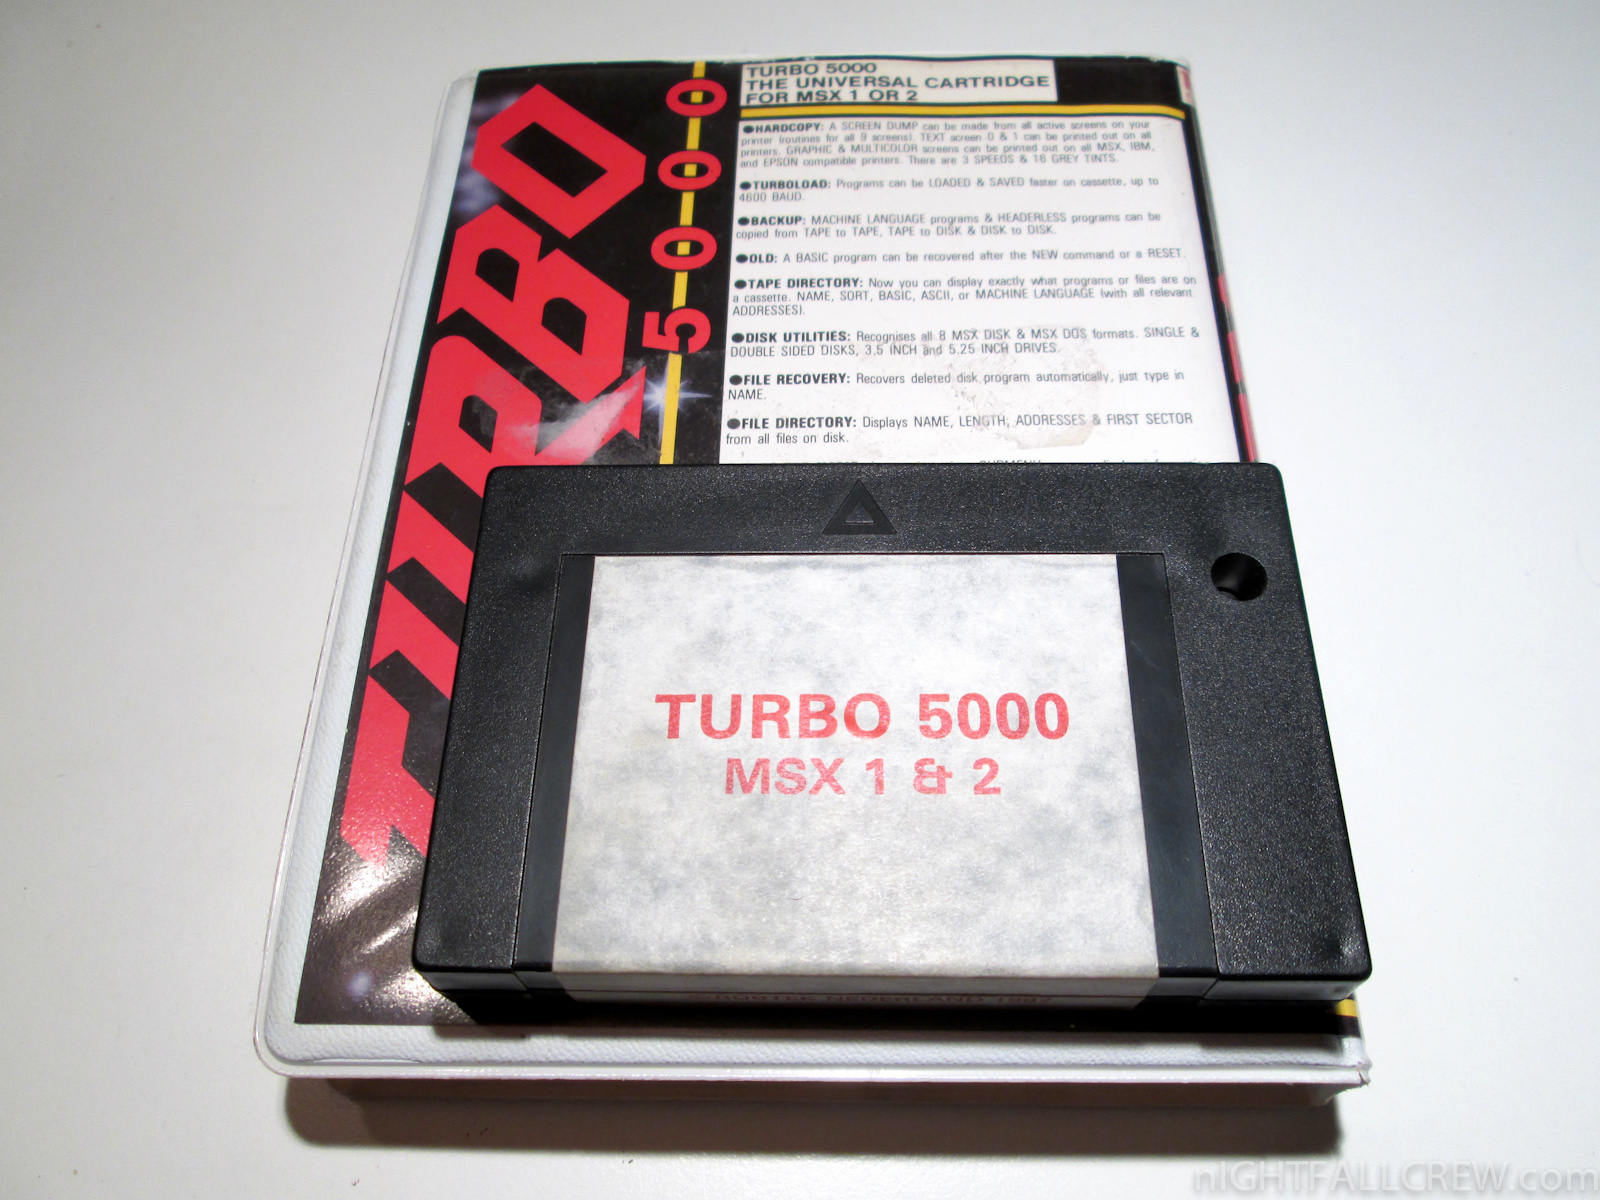 TURBO
5000
TURBO 5000
THE UNIVERSAL CARTRIDGE
FOR MSX 1 OR 2
●HARDCOPY: A SCREEN DUMP can be made from all active screens on your
printer (routines for all 9 screens). TEXT screen 0 & 1 can be printed out on all
printers. GRAPHIC & MULTICOLOR screens can be printed out on all MSX, IBM,
and EPSON compatible printers. There are 3 SPEEDS & 16 GREY TINTS.
●TURBOLOAD: Programs can be LOADED & SAVED faster on cassette, up to
4600 BAUD.
●BACKUP: MACHINE LANGUAGE programs & HEADERLESS programs can be
copied from TAPE to TAPE, TAPE to DISK & DISK to DISK.
●OLD: A BASIC program can be recovered after the NEW command or a RESET.
●TAPE DIRECTORY: Now you can display exactly what programs or files are on
a cassette. NAME, SORT, BASIC, ASCII, or MACHINE LANGUAGE (with all relevant
ADDRESSES).
●DISK UTILITIES: Recognises all 8 MSX DISK & MSX DOS formats. SINGLE &
DOUBLE SIDED DISKS, 3.5 INCH and 5.25 INCH DRIVES.
●FILE RECOVERY: Recovers deleted disk program automatically, just type in
NAME.
●FILE DIRECTORY: Displays NAME, LENGTH, ADDRESSES & FIRST SECTOR
from all files on disk.
TURBO 5000
MSX 1 & 2
NEDERLAND 1987
nIGHTFALLCREW.com